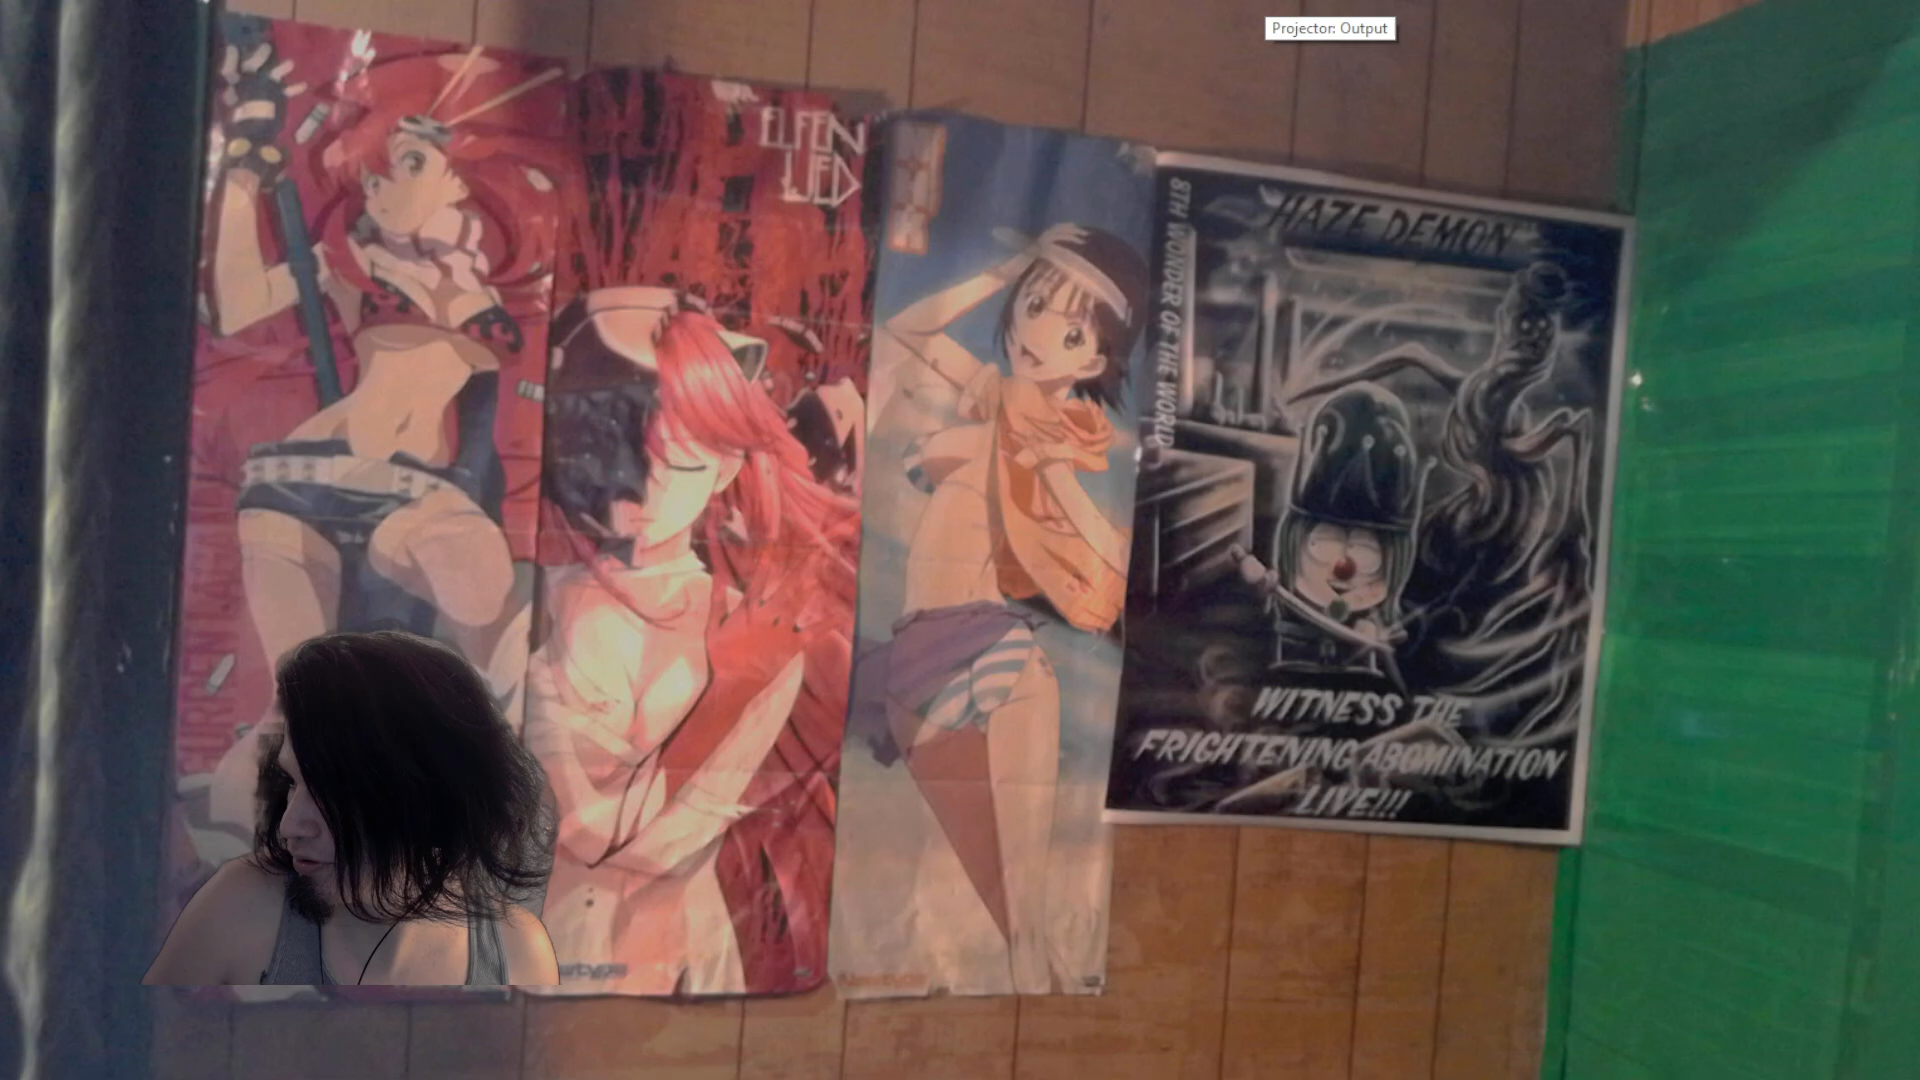 Projector: Output
ELFEN
LIED
HAZE DEMON
8TH WONDER OF THE WORLD
WITNESS THE
FRIGHTENING ABOMINATION
LIVE!!!